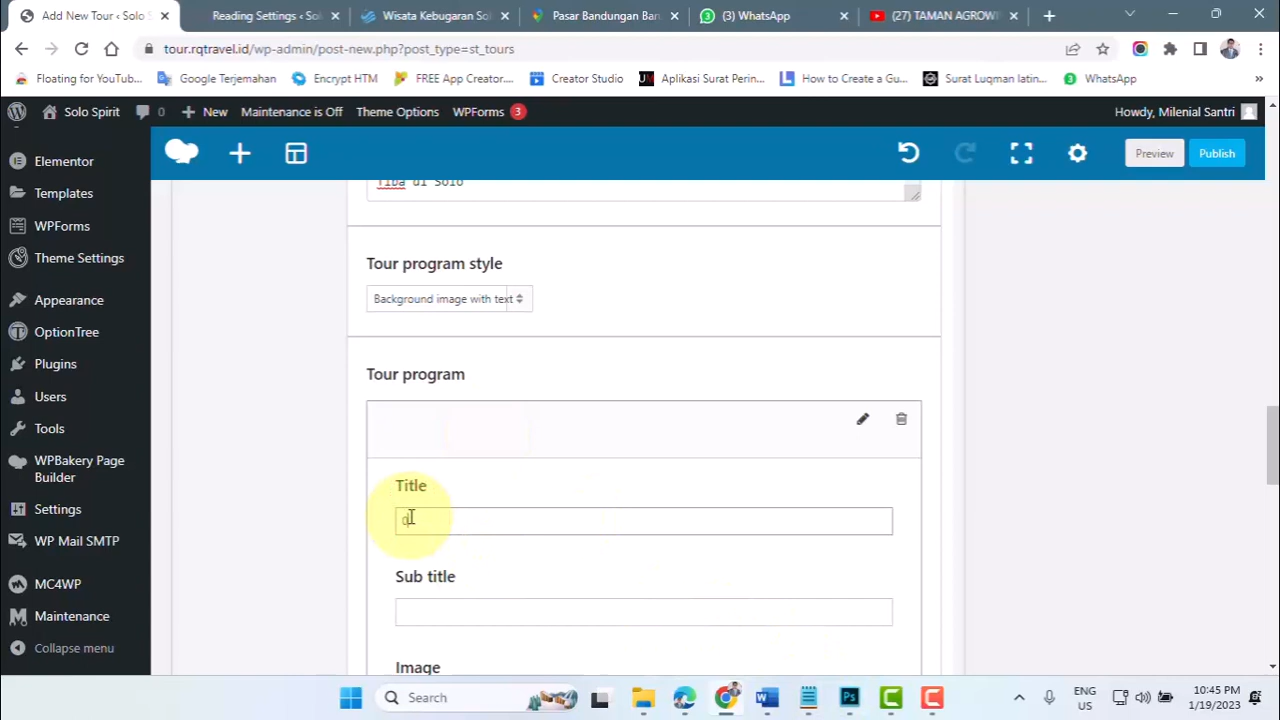 Add New Tour ‹ Solo S
Reading Settings ‹ Sol
Wisata Kebugaran Sol
Pasar Bandungan Ban
(3) WhatsApp
(27) TAMAN AGROW
tour.rqtravel.id/wp-admin/post-new.php?post_type=st_tours
Floating for YouTub...
Google Terjemahan
Encrypt HTM
FREE App Creator....
Creator Studio
Aplikasi Surat Perin...
How to Create a Gu...
Surat Luqman latin...
WhatsApp
»
Solo Spirit
0
New
Maintenance is Off
Theme Options
WPForms 3
Howdy, Milenial Santri
Elementor
Templates
WPForms
Theme Settings
Appearance
OptionTree
Plugins
Users
Tools
WPBakery Page
Builder
Settings
WP Mail SMTP
MC4WP
Maintenance
Collapse menu
Preview
Publish
Tiba di Solo
Tour program style
Background image with text
Tour program
Title
Sub title
Image
Search
ENG
US
10:45 PM
1/19/2023